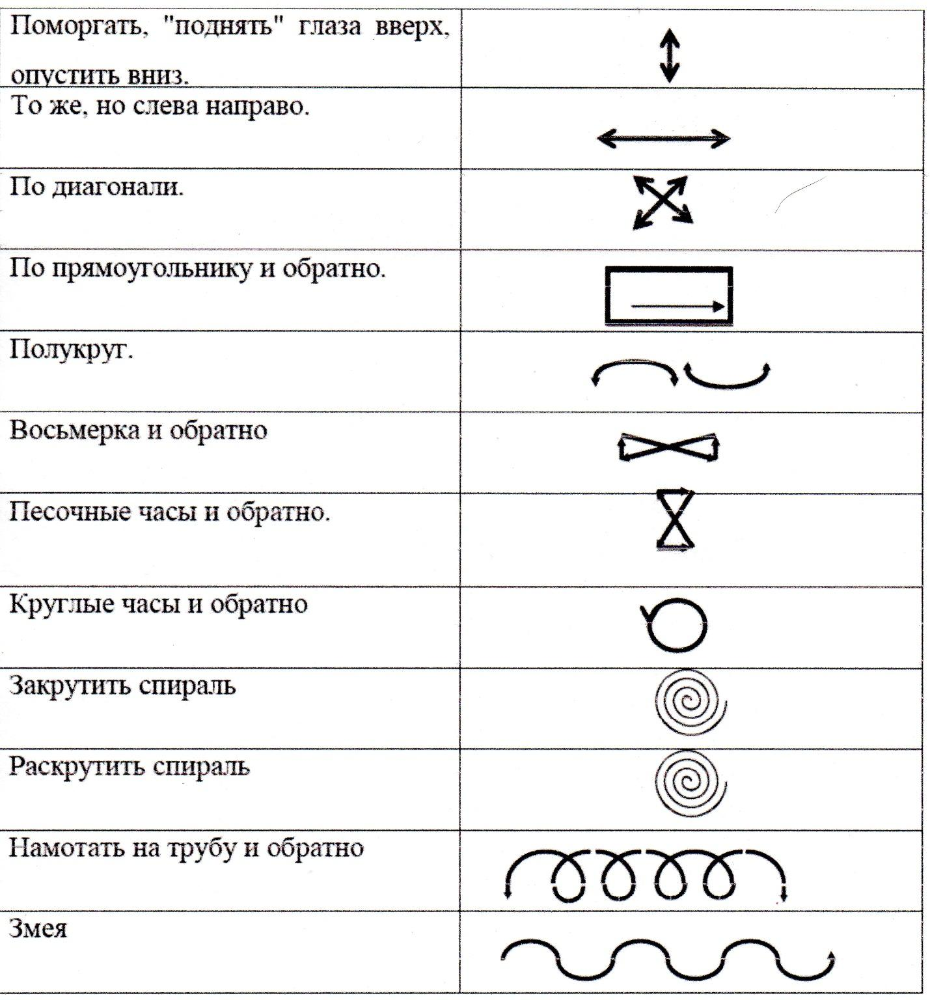 Поморгать, "поднять" глаза вверх,
опустить вниз.
То же, но слева направо.
По диагонали.
По прямоугольнику и обратно.
Полукруг.
Восьмерка и обратно
Песочные часы и обратно.
Круглые часы и обратно
Закрутить спираль
Раскрутить спираль
Намотать на трубу и обратно
Змея